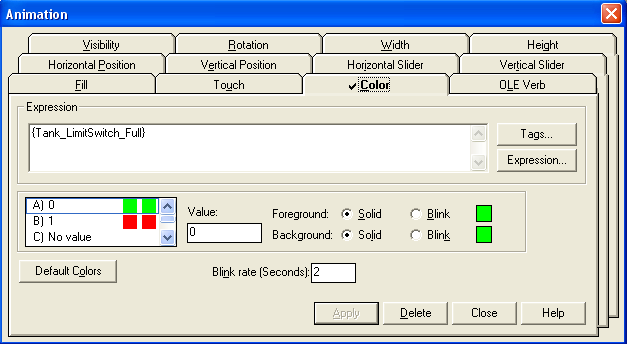 Animation
Visibility Rotation Width Height
Horizontal Position Vertical Position Horizontal Slider Vertical Slider
Fill Touch Color OLE Verb
Expression
{Tank_LimitSwitch_Full}
Tags...
Expression...
A) 0
B) 1
C) No value
Value:
0
Foreground: Solid Blink
Background: Solid Blink
Default Colors
Blink rate (Seconds): 2
Apply Delete Close Help